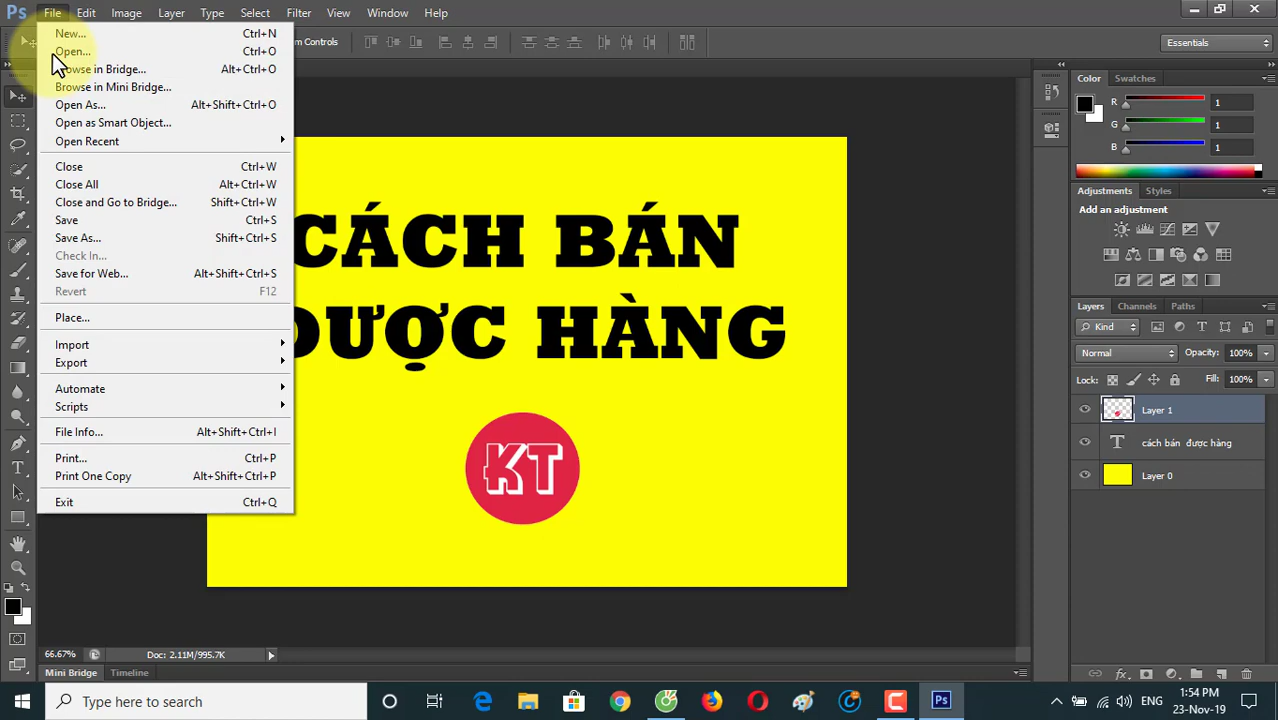 Ps File Edit Image Layer Type Select Filter View Window Help
m Controls
Essentials
New... Ctrl+N
Open... Ctrl+O
owse in Bridge... Alt+Ctrl+O
Browse in Mini Bridge...
Open As... Alt+Shift+Ctrl+O
Open as Smart Object...
Open Recent
Close Ctrl+W
Close All Alt+Ctrl+W
Close and Go to Bridge... Shift+Ctrl+W
Save Ctrl+S
Save As... Shift+Ctrl+S
Check In...
Save for Web... Alt+Shift+Ctrl+S
Revert F12
Place...
Import
Export
Automate
Scripts
File Info... Alt+Shift+Ctrl+I
Print... Ctrl+P
Print One Copy Alt+Shift+Ctrl+P
Exit Ctrl+Q
CÁCH BÁN
ĐƯỢC HÀNG
KT
Color Swatches
R 1
G 1
B 1
Adjustments Styles
Add an adjustment
Layers Channels Paths
Kind
Normal Opacity: 100%
Lock: Fill: 100%
Layer 1
T cách bán được hàng
Layer 0
66.67% Doc: 2.11M/995.7K
Mini Bridge Timeline
Type here to search
Ps
ENG
1:54 PM
23-Nov-19